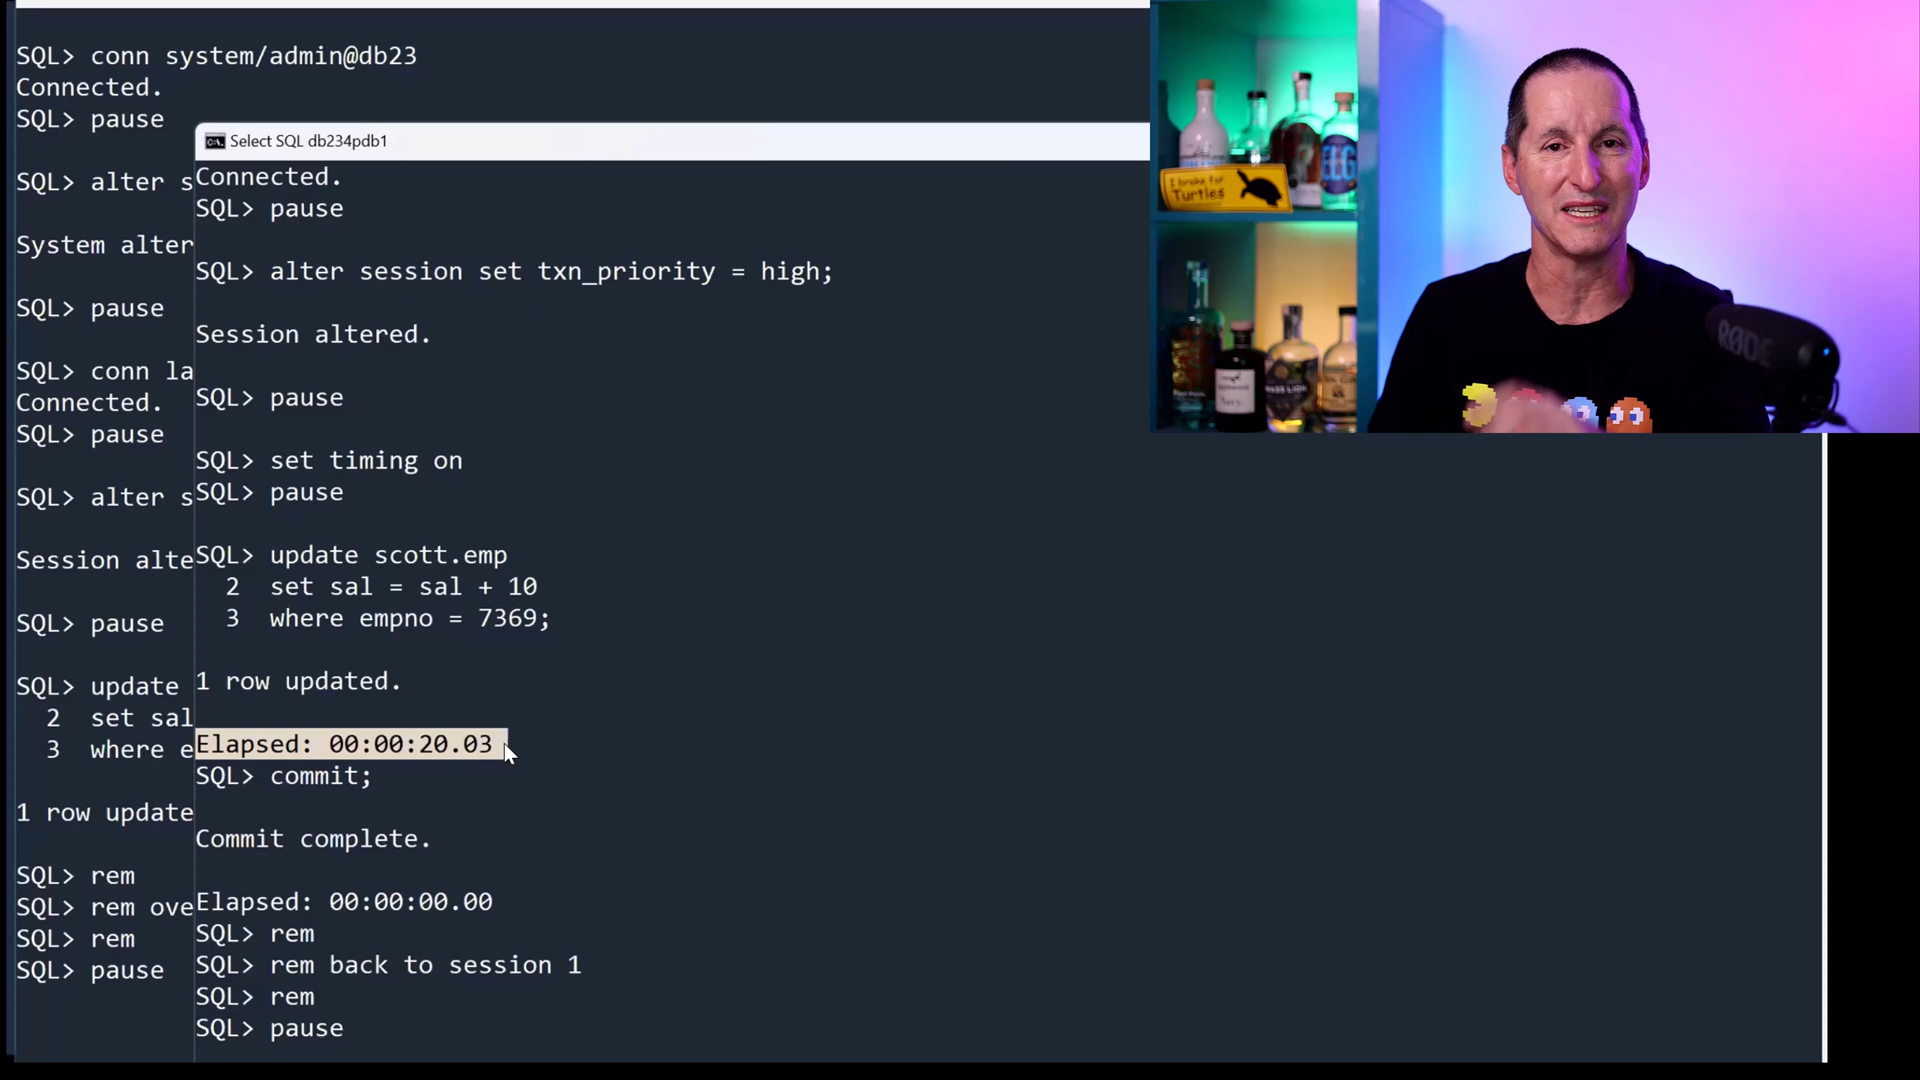 SQL> conn system/admin@db23
Connected.
SQL> pause
SQL> alter s
System alter
SQL> pause
SQL> conn la
Connected.
SQL> pause
SQL> alter s
Session alte
SQL> pause
SQL> update
2 set sal
3 where e
1 row update
SQL> rem
SQL> rem ove
SQL> rem
SQL> pause
Select SQL db234pdb1
Connected.
SQL> pause
SQL> alter session set txn_priority = high;
Session altered.
SQL> pause
SQL> set timing on
SQL> pause
SQL> update scott.emp
2 set sal = sal + 10
3 where empno = 7369;
1 row updated.
Elapsed: 00:00:20.03
SQL> commit;
Commit complete.
Elapsed: 00:00:00.00
SQL> rem
SQL> rem back to session 1
SQL> rem
SQL> pause
I brake for
Turtles
RØDE